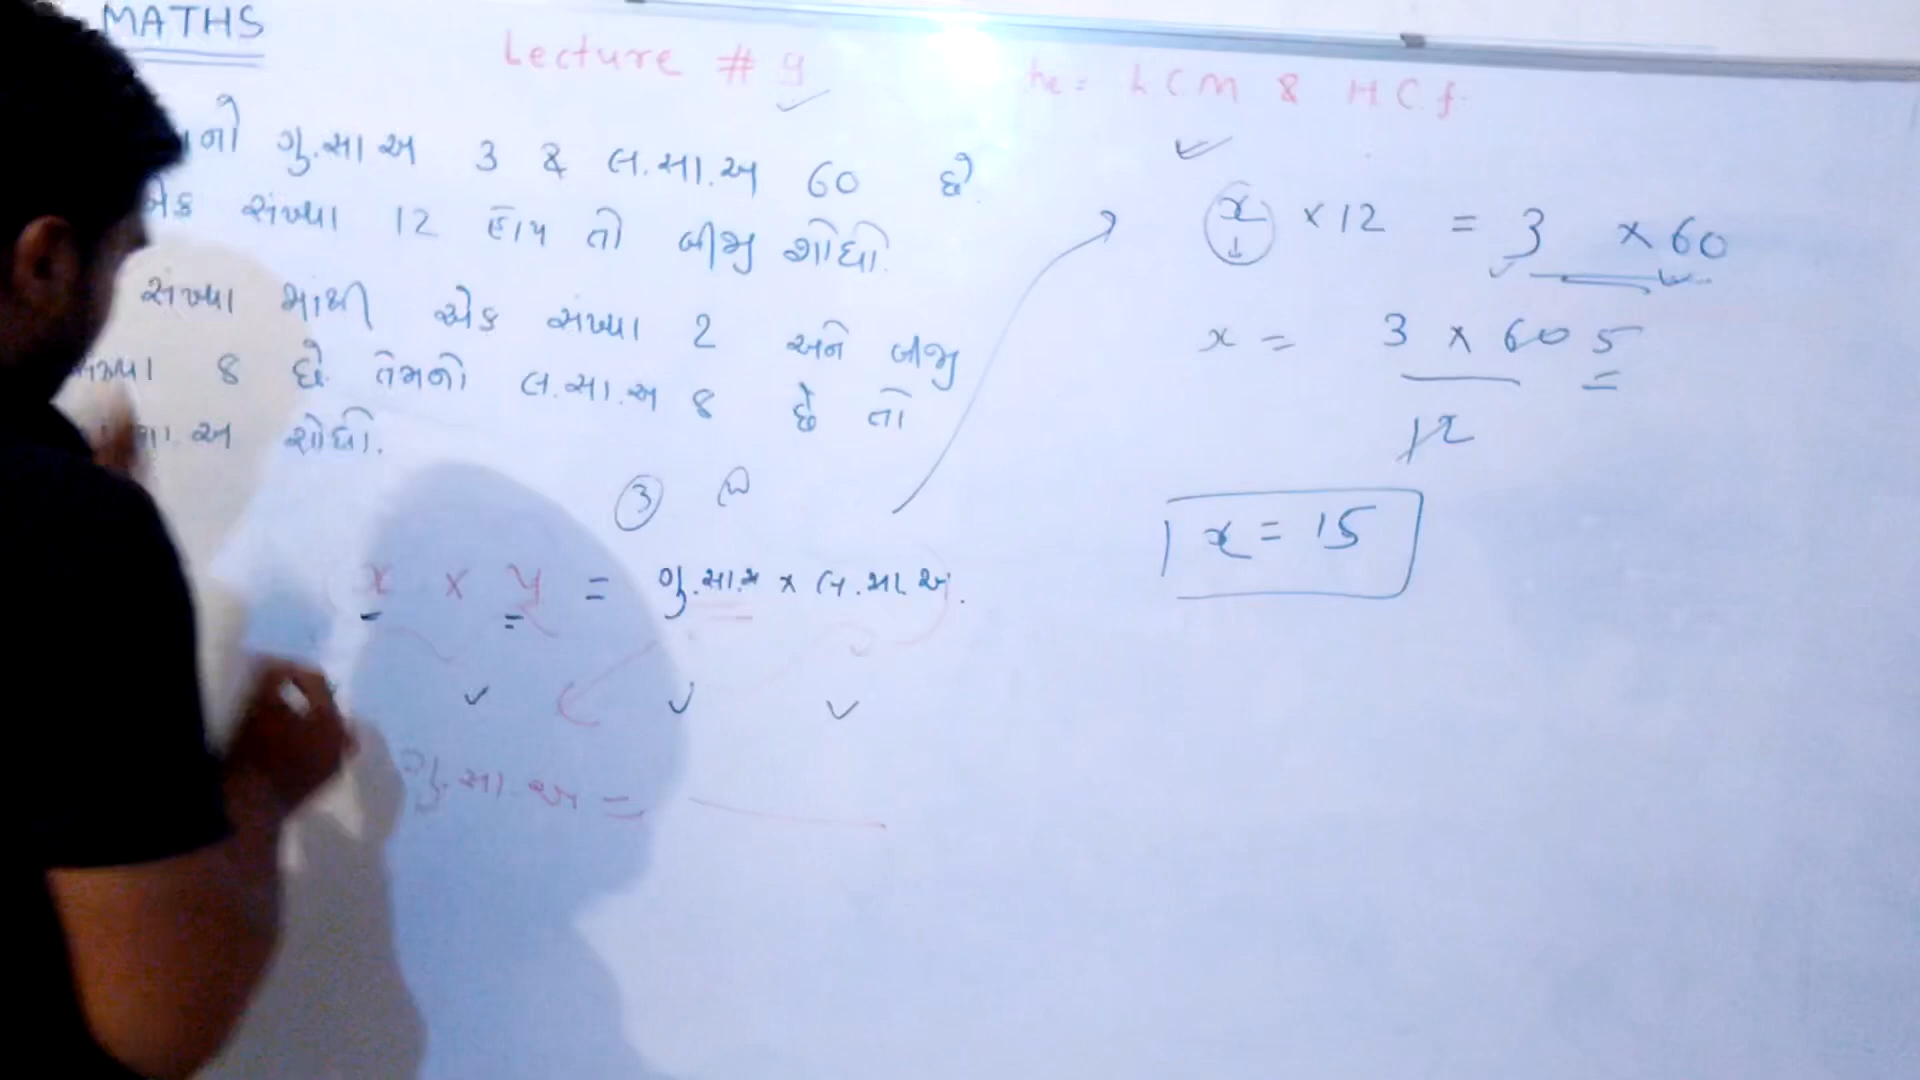 MATHS
Lecture # 9
LCM & H.C.f.
ગુ.સા અ 3 & લ.સા.અ 60 છે.
સંખ્યા 12 હોય તો બીજી શોધો.
સંખ્યા માંથી એક સંખ્યા 2 અને બીજી
સંખ્યા 8 છે તેમનો લ.સા.અ 8 છે તો
અ શોધો.
3
x × y = ગુ.સા.અ × લ.સા.અ.
ગુ.સા.અ =
x × 12 = 3 × 60
x = 3 × 60 5
12
x = 15